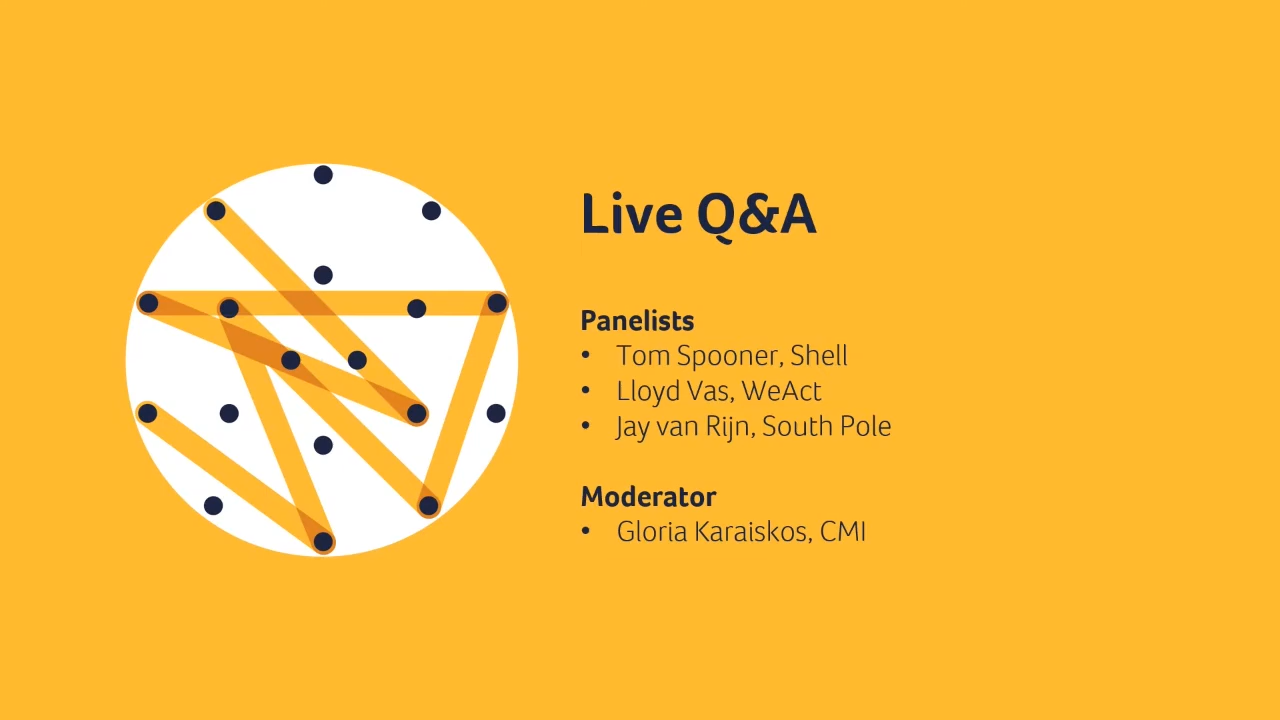 Live Q&A
Panelists
• Tom Spooner, Shell
• Lloyd Vas, WeAct
• Jay van Rijn, South Pole
Moderator
• Gloria Karaiskos, CMI